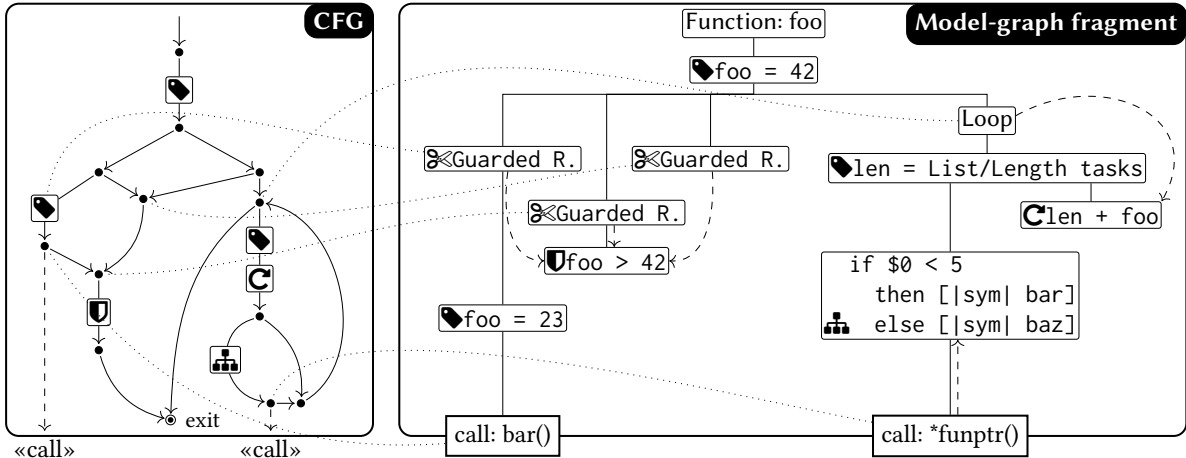 CFG
exit
«call»
«call»
Model-graph fragment
Function: foo
foo = 42
Loop
Guarded R.
Guarded R.
len = List/Length tasks
Guarded R.
len + foo
foo > 42
if $0 < 5
then [|sym| bar]
else [|sym| baz]
foo = 23
call: bar()
call: *funptr()